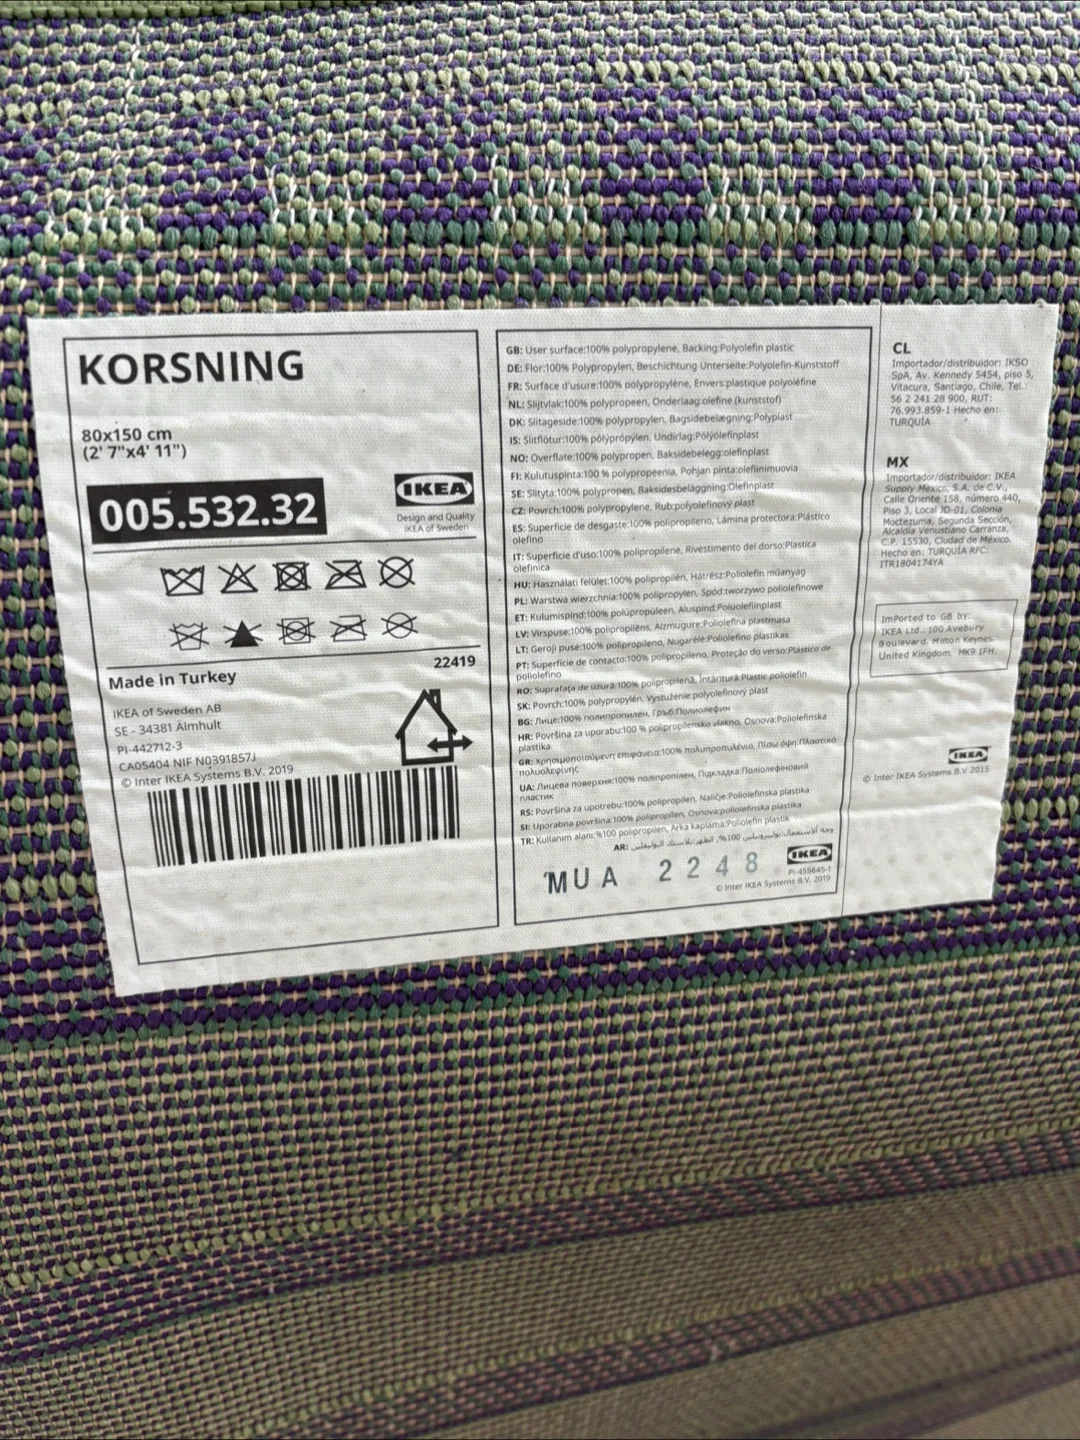 KORSNING
80x150 cm
(2' 7"x4' 11")
005.532.32
IKEA
Design and Quality
IKEA of Sweden
22419
Made in Turkey
IKEA of Sweden AB
SE - 34381 Älmhult
PI-442712-3
CA05404 NIF N0391857J
© Inter IKEA Systems B.V. 2019
GB: User surface:100% polypropylene, Backing:Polyolefin plastic
DE: Flor:100% Polypropylen, Beschichtung Unterseite:Polyolefin-Kunststoff
FR: Surface d'usure:100% polypropylène, Envers:plastique polyoléfine
NL: Slijtvlak:100% polypropeen, Onderlaag:olefine (kunststof)
DK: Slitageside:100% polypropylen, Bagsidebelægning:Polyplast
IS: Slitflötur:100% pólýprópýlen, Undirlag:Pólýólefínplast
NO: Overflate:100% polypropen, Baksidebelegg:olefinplast
FI: Kulutuspinta:100 % polypropeenia, Pohjan pinta:olefiinimuovia
SE: Slityta:100% polypropen, Baksidesbeläggning:Olefinplast
CZ: Povrch:100% polypropylene, Rub:polyolefinový plast
ES: Superficie de desgaste:100% polipropileno, Lámina protectora:Plástico
olefino
IT: Superficie d'uso:100% polipropilene, Rivestimento del dorso:Plastica
olefinica
HU: Használati felület:100% polipropilén, Hátrész:Poliolefin műanyag
PL: Warstwa wierzchnia:100% polipropylen, Spód:tworzywo poliolefinowe
ET: Kulumispind:100% polüpropüleen, Aluspind:Polüolefiinplast
LV: Virspuse:100% polipropilēns, Aizmugure:Poliolefīna plastmasa
LT: Geroji pusė:100% polipropileno, Nugarėlė:Poliolefino plastikas
PT: Superfície de contacto:100% polipropileno, Proteção do verso:Plástico de
poliolefino
RO: Suprafaţa de uzură:100% polipropilenă, Întăritură:Plastic poliolefin
SK: Povrch:100% polypropylén, Vystuženie:polyolefínový plast
BG: Лице:100% полипропилен, Гръб:Полиолефин
HR: Površina za uporabu:100 % polipropilensko vlakno, Osnova:Poliolefinska
plastika
GR: Χρησιμοποιούμενη επιφάνεια:100% πολυπροπυλένιο, Πίσω όψη:Πλαστικό
πολυολεφίνης
UA: Лицева поверхня:100% поліпропілен, Підкладка:Поліолефіновий
пластик
RS: Površina za upotrebu:100% polipropilen, Naličje:Poliolefinska plastika
SI: Uporabna površina:100% polipropilen, Osnova:poliolefinska plastika
TR: Kullanım alanı:%100 polipropilen, Arka kaplama:Poliolefin plastik
AR:
MUA 2248
IKEA
PI-455645-1
© Inter IKEA Systems B.V. 2019
CL
Importador/distribuidor: IKSO
SpA, Av. Kennedy 5454, piso 5,
Vitacura, Santiago, Chile, Tel.:
56 2 241 28 900, RUT:
76.993.859-1 Hecho en:
TURQUÍA
MX
Importador/distribuidor: IKEA
Supply Mexico, S.A. de C.V.,
Calle Oriente 158, número 440,
Piso 3, Local JD-01, Colonia
Moctezuma, Segunda Sección,
Alcaldía Venustiano Carranza,
C.P. 15530, Ciudad de México.
Hecho en: TURQUÍA RFC:
ITR1804174YA
Imported to GB by:
IKEA Ltd., 100 Avebury
Boulevard, Milton Keynes,
United Kingdom. MK9 1FH.
IKEA
© Inter IKEA Systems B.V 2015